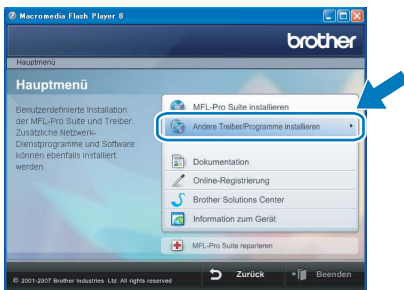 Macromedia Flash Player 8
brother
Hauptmenü
Hauptmenü
Benutzerdefinierte Installation
der MFL-Pro Suite und Treiber.
Zusätzliche Netzwerk-
Dienstprogramme und Software
können ebenfalls installiert
werden.
MFL-Pro Suite installieren
Andere Treiber/Programme installieren
Dokumentation
Online-Registrierung
Brother Solutions Center
Information zum Gerät
MFL-Pro Suite reparieren
© 2001-2007 Brother Industries Ltd. All rights reserved
Zurück
Beenden